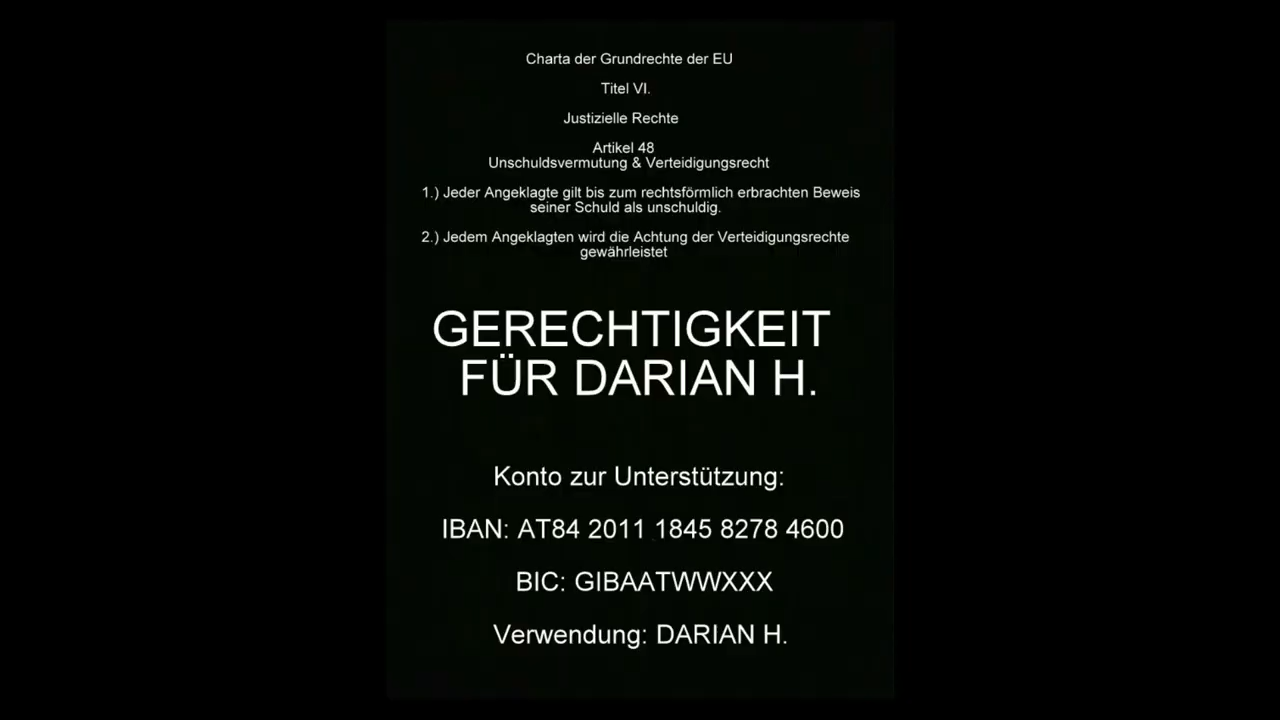 Charta der Grundrechte der EU
Titel VI.
Justizielle Rechte
Artikel 48
Unschuldsvermutung & Verteidigungsrecht
1.) Jeder Angeklagte gilt bis zum rechtsförmlich erbrachten Beweis
seiner Schuld als unschuldig.
2.) Jedem Angeklagten wird die Achtung der Verteidigungsrechte
gewährleistet
GERECHTIGKEIT
FÜR DARIAN H.
Konto zur Unterstützung:
IBAN: AT84 2011 1845 8278 4600
BIC: GIBAATWWXXX
Verwendung: DARIAN H.